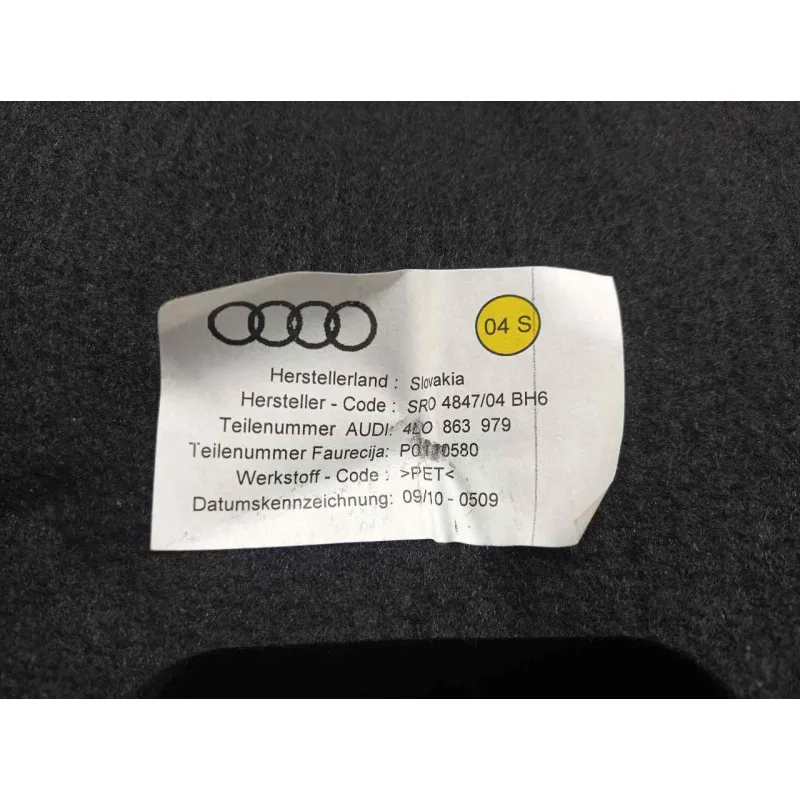 04 S
Herstellerland : Slovakia
Hersteller - Code : SR0 4847/04 BH6
Teilenummer AUDI: 4L0 863 979
Teilenummer Faurecija: P0110580
Werkstoff - Code : >PET<
Datumskennzeichnung: 09/10 - 0509